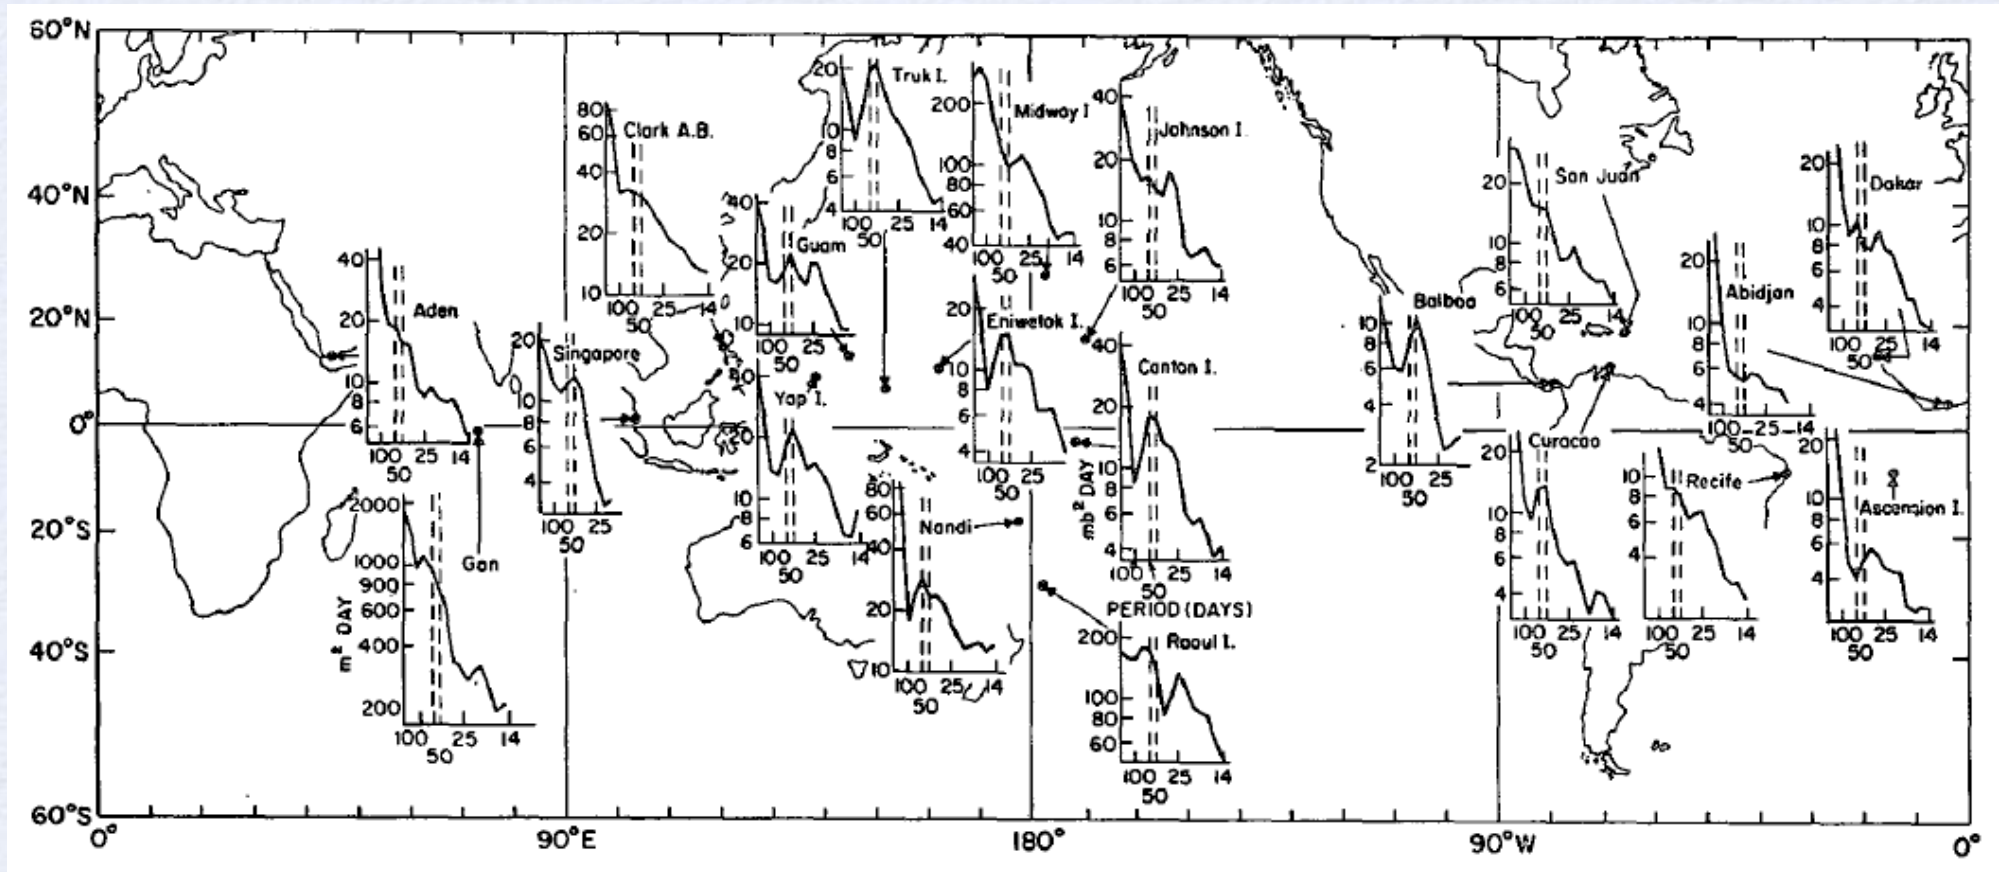 60°N
40°N
20°N
0°
20°S
40°S
60°S
0°
90°E
180°
90°W
0°
Clark A.B.
80
60
40
20
10
100 25 14
50
Truk I.
20
10
8
6
4
100 25 14
50
Midway I
200
100
80
60
40
100 14
50
Johnson I.
40
20
10
8
6
100 25 14
50
San Juan
20
10
8
6
100 25 14
50
Dakar
20
10
8
6
4
100 25 14
50
Guam
40
20
10
100 25
50
Aden
40
20
10
8
6
100 25 14
50
Singapore
20
10
8
6
4
100 25
50
Eniwetok I.
20
10
8
6
4
100 25
50
Balboa
10
8
6
4
2
100 25
50
Abidjan
20
10
8
6
4
100 25 14
50
Yap I.
40
20
10
8
6
100 25 14
50
Canton I.
40
20
10
8
6
4
mb² DAY
100 25 14
50
PERIOD (DAYS)
Gan
2000
1000
900
600
400
200
m² DAY
100 25 14
50
Nandi
80
60
40
20
10
100 25 14
50
Curacao
20
10
8
6
4
100 25 14
50
Recife
10
8
6
4
100 25 14
50
Ascension I.
20
10
8
6
4
100 25 14
50
Raoul I.
200
100
80
60
100 25 14
50